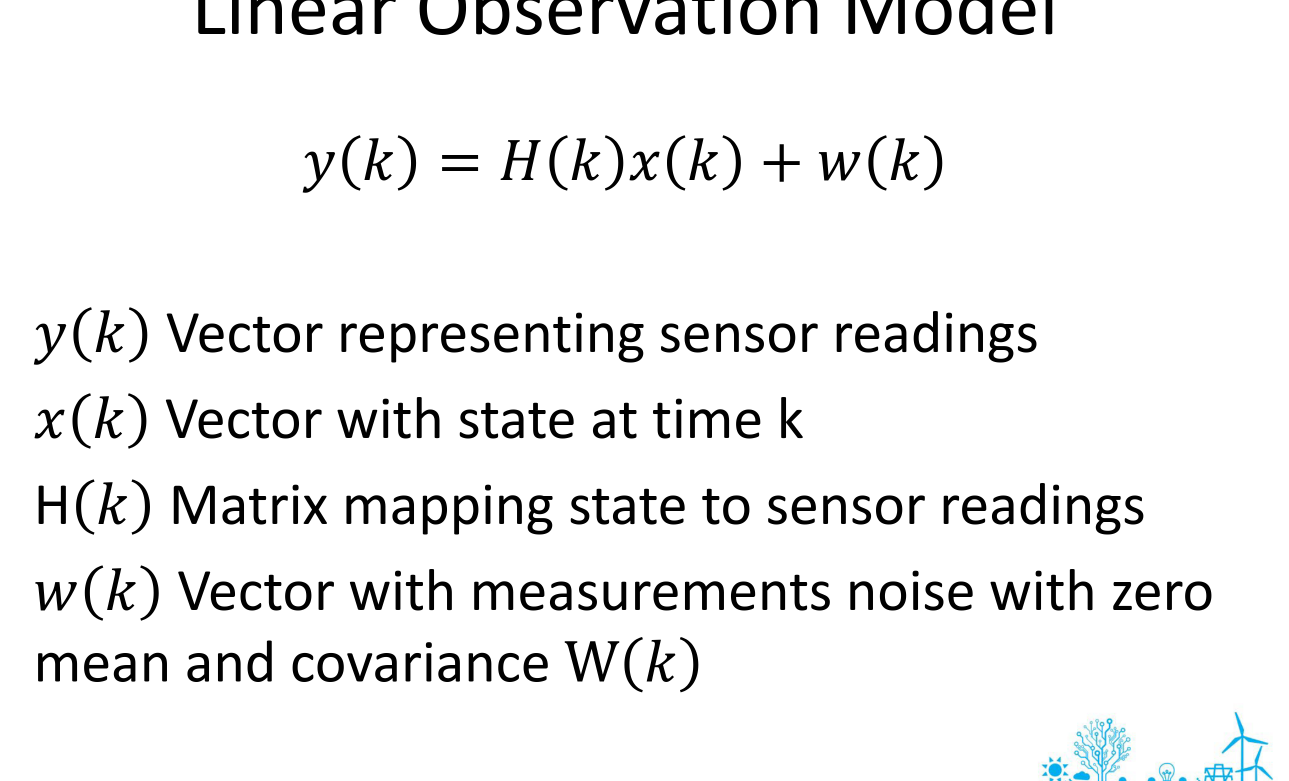 Linear Observation Model
y(k) = H(k)x(k) + w(k)
y(k) Vector representing sensor readings
x(k) Vector with state at time k
H(k) Matrix mapping state to sensor readings
w(k) Vector with measurements noise with zero
mean and covariance W(k)